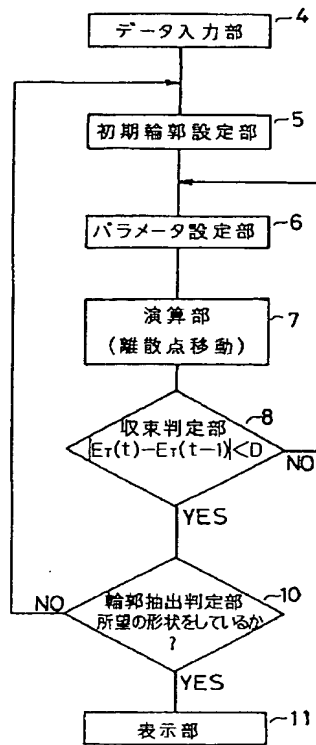 データ入力部
4
初期輪郭設定部
5
パラメータ設定部
6
演算部
(離散点移動)
7
収束判定部
|ET(t)-ET(t-1)|<D
8
NO
YES
輪郭抽出判定部
所望の形状をしているか
?
10
NO
YES
表示部
11